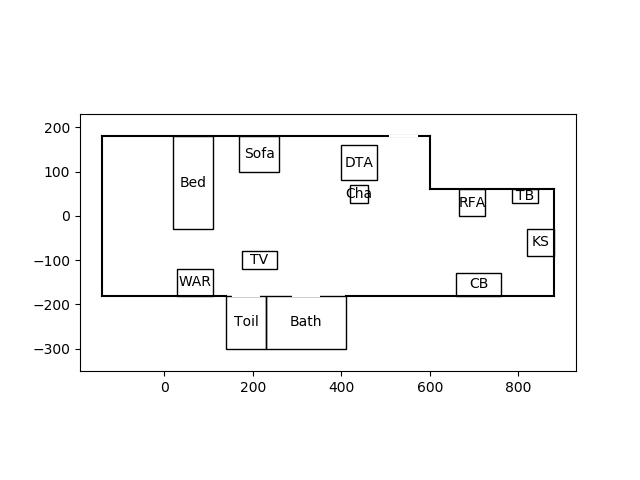 200
100
0
−100
−200
−300
Bed
Sofa
DTA
Cha
RFA
TB
KS
TV
WAR
CB
Toil
Bath
0
200
400
600
800